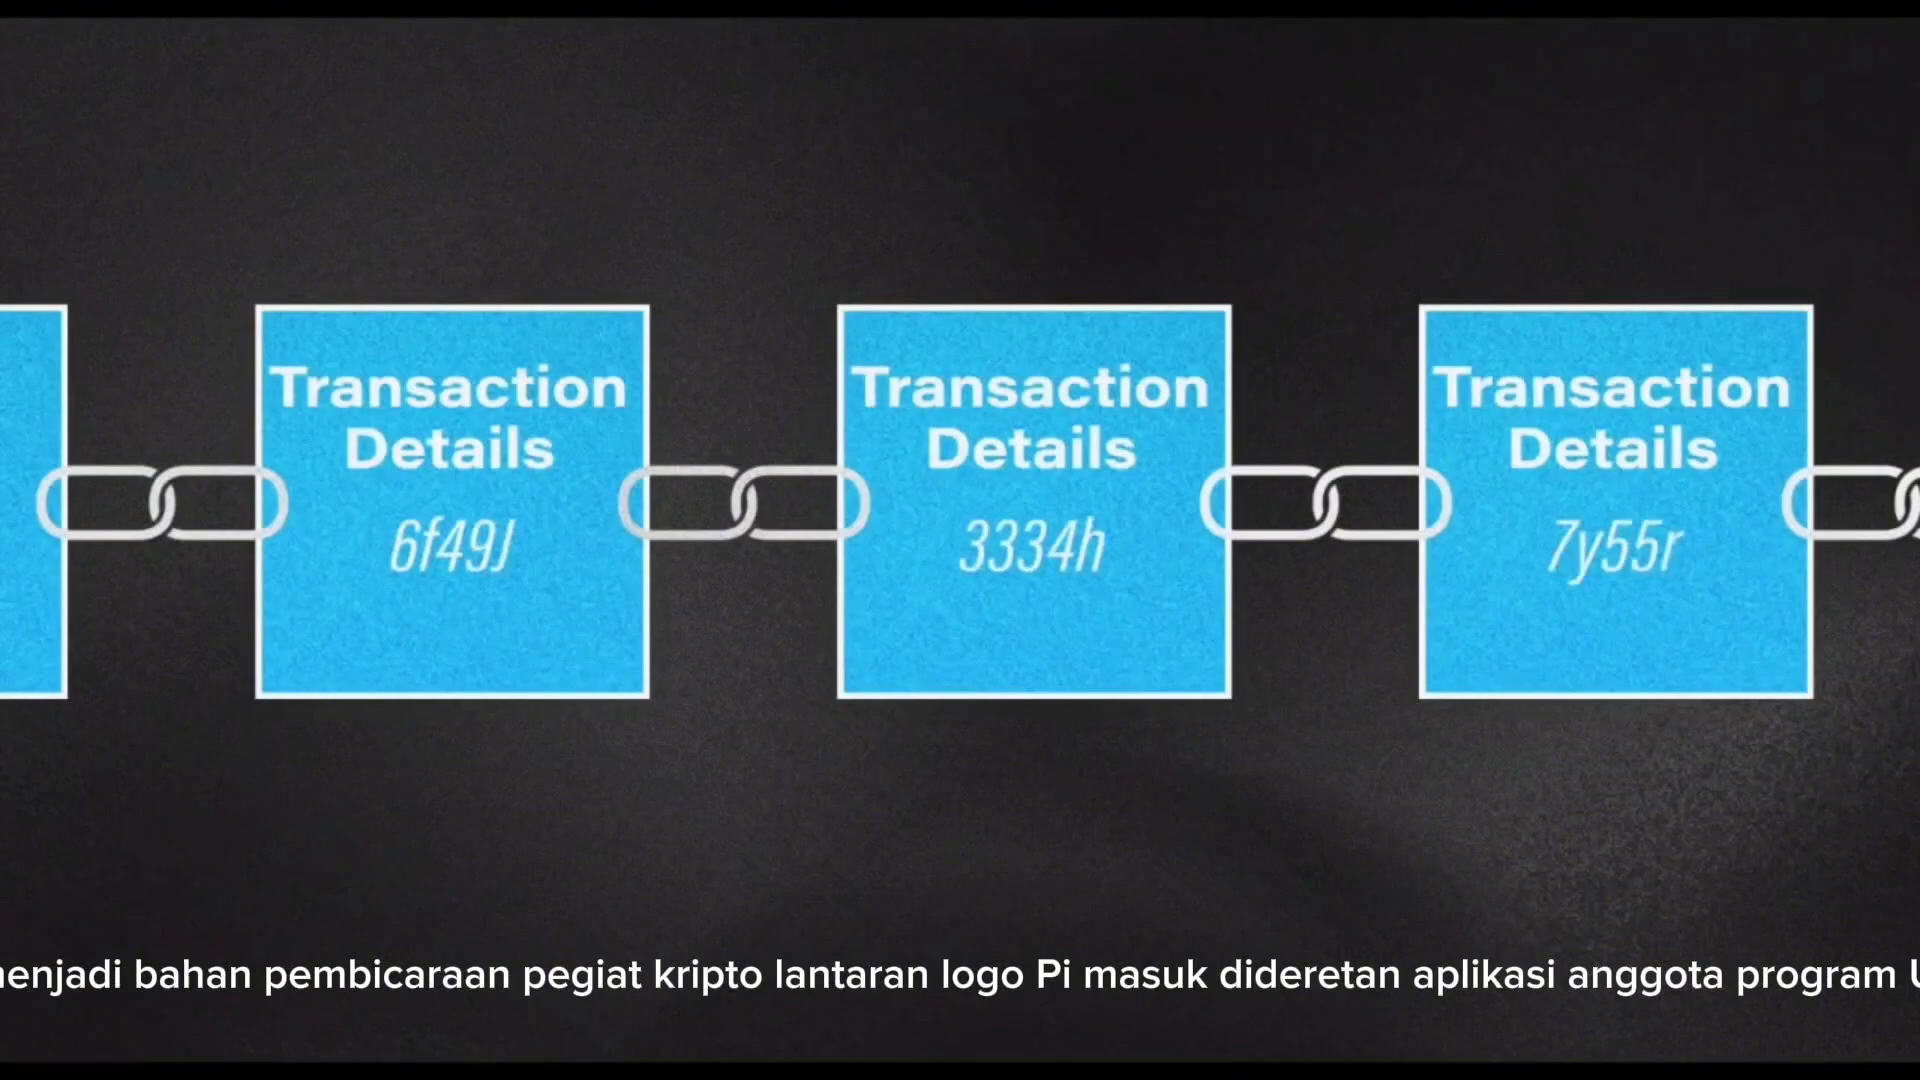 Transaction
Details
6f49J
Transaction
Details
3334h
Transaction
Details
7y55r
bahan pembicaraan pegiat kripto lantaran logo Pi masuk dideretan aplikasi anggota program